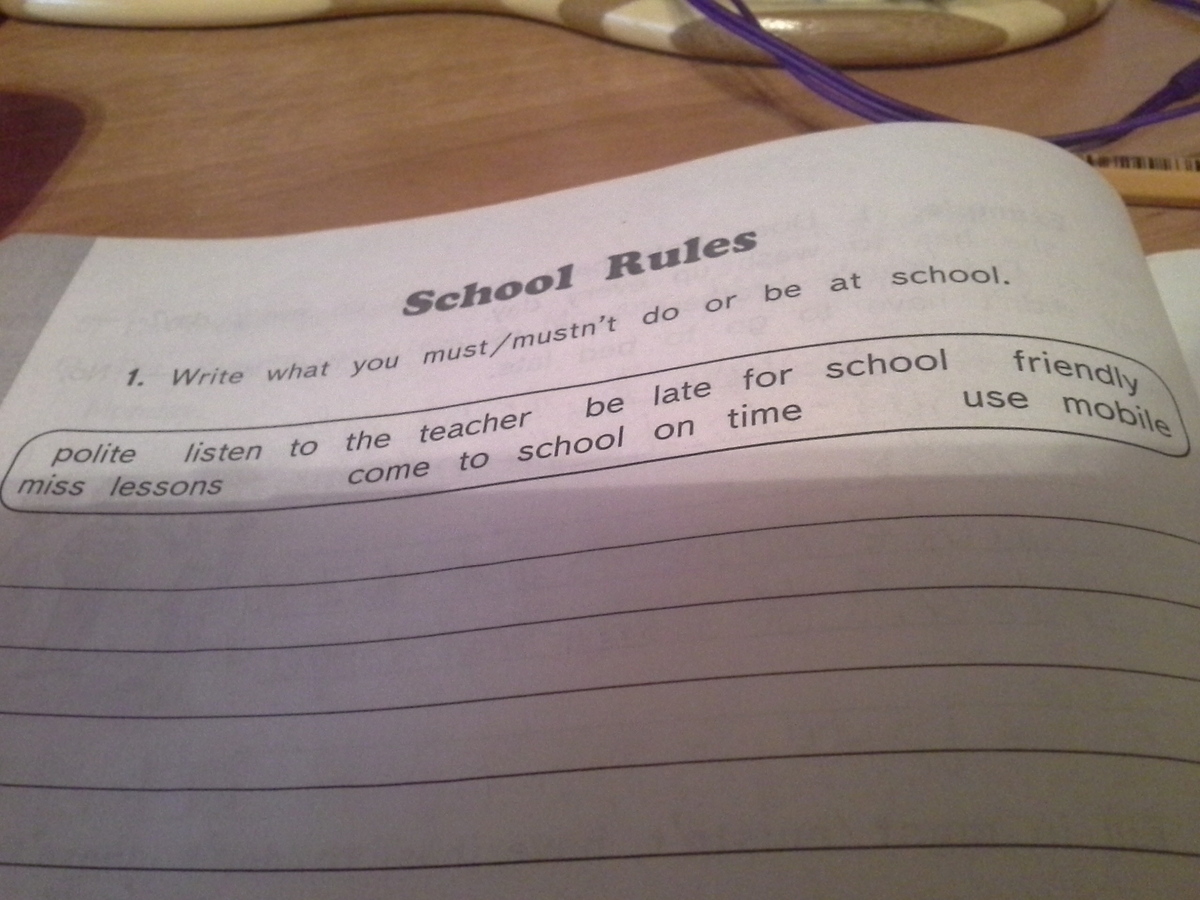 School Rules
1. Write what you must/mustn't do or be at school.
polite listen to the teacher be late for school friendly
miss lessons come to school on time use mobile